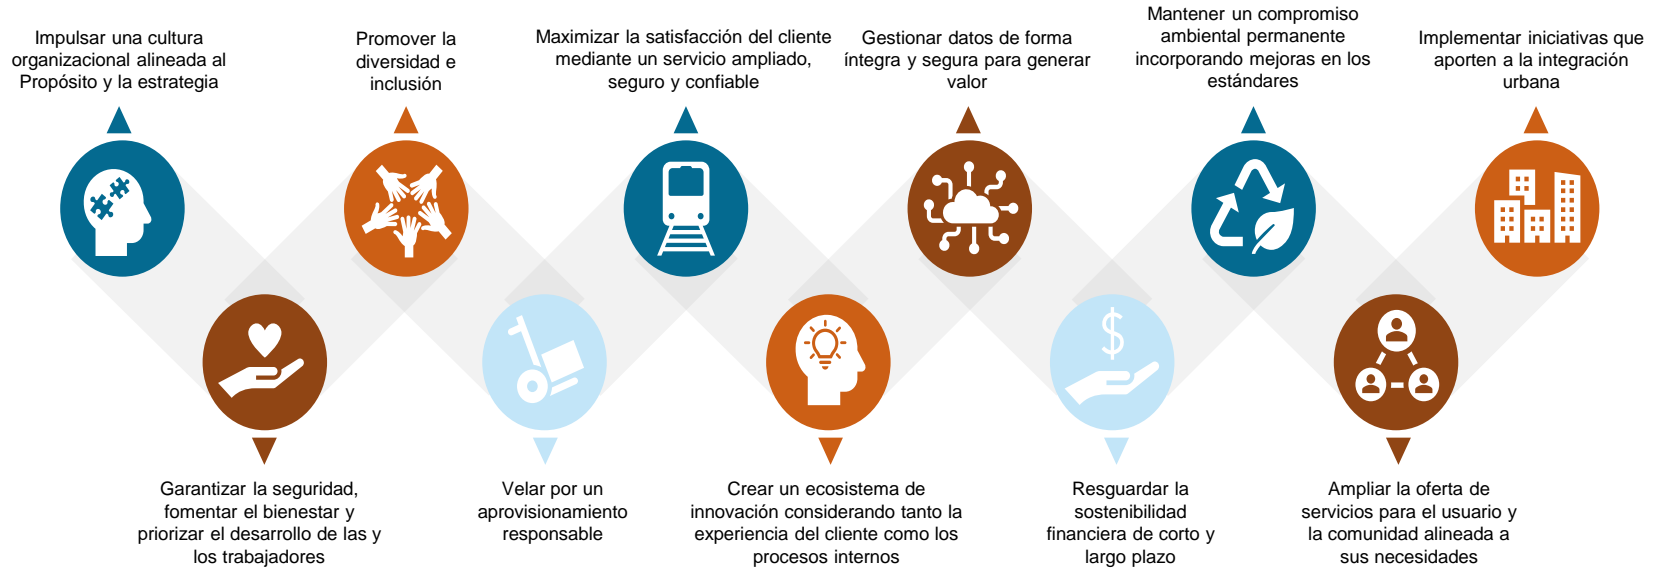 Impulsar una cultura
organizacional alineada al
Propósito y la estrategia
Promover la
diversidad e
inclusión
Maximizar la satisfacción del cliente
mediante un servicio ampliado,
seguro y confiable
Gestionar datos de forma
íntegra y segura para generar
valor
Mantener un compromiso
ambiental permanente
incorporando mejoras en los
estándares
Implementar iniciativas que
aporten a la integración
urbana
$
Garantizar la seguridad,
fomentar el bienestar y
priorizar el desarrollo de las y
los trabajadores
Velar por un
aprovisionamiento
responsable
Crear un ecosistema de
innovación considerando tanto la
experiencia del cliente como los
procesos internos
Resguardar la
sostenibilidad
financiera de corto y
largo plazo
Ampliar la oferta de
servicios para el usuario y
la comunidad alineada a
sus necesidades